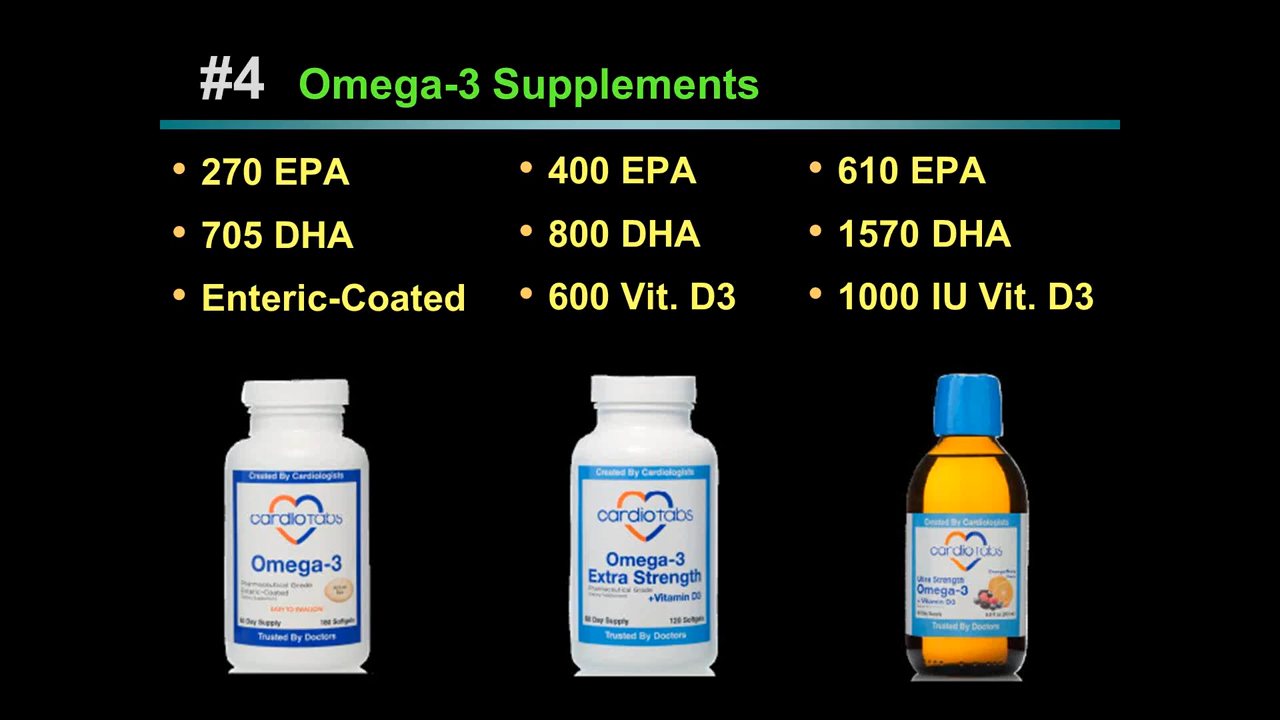 #4 Omega-3 Supplements
• 270 EPA
• 705 DHA
• Enteric-Coated
• 400 EPA
• 800 DHA
• 600 Vit. D3
• 610 EPA
• 1570 DHA
• 1000 IU Vit. D3
Created By Cardiologists
cardioTabs
Omega-3
Pharmaceutical Grade
Enteric-Coated
EASY TO SWALLOW
60 Day Supply 180 Softgels
Trusted By Doctors
Created By Cardiologists
cardioTabs
Omega-3
Extra Strength
Pharmaceutical Grade
+Vitamin D3
60 Day Supply 120 Softgels
Trusted By Doctors
Created By Cardiologists
cardioTabs
Ultra Strength
Omega-3
+ Vitamin D3
Trusted By Doctors